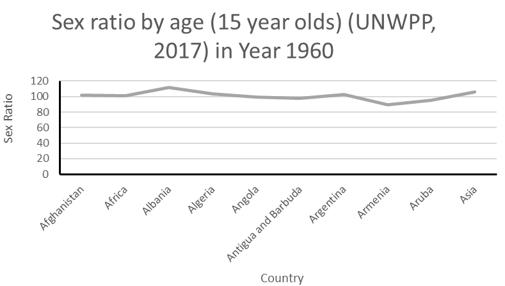 Sex ratio by age (15 year olds) (UNWPP,
2017) in Year 1960
120
100
80
60
40
20
0
Sex Ratio
Afghanistan
Africa
Albania
Algeria
Angola
Antigua and Barbuda
Argentina
Armenia
Aruba
Asia
Country